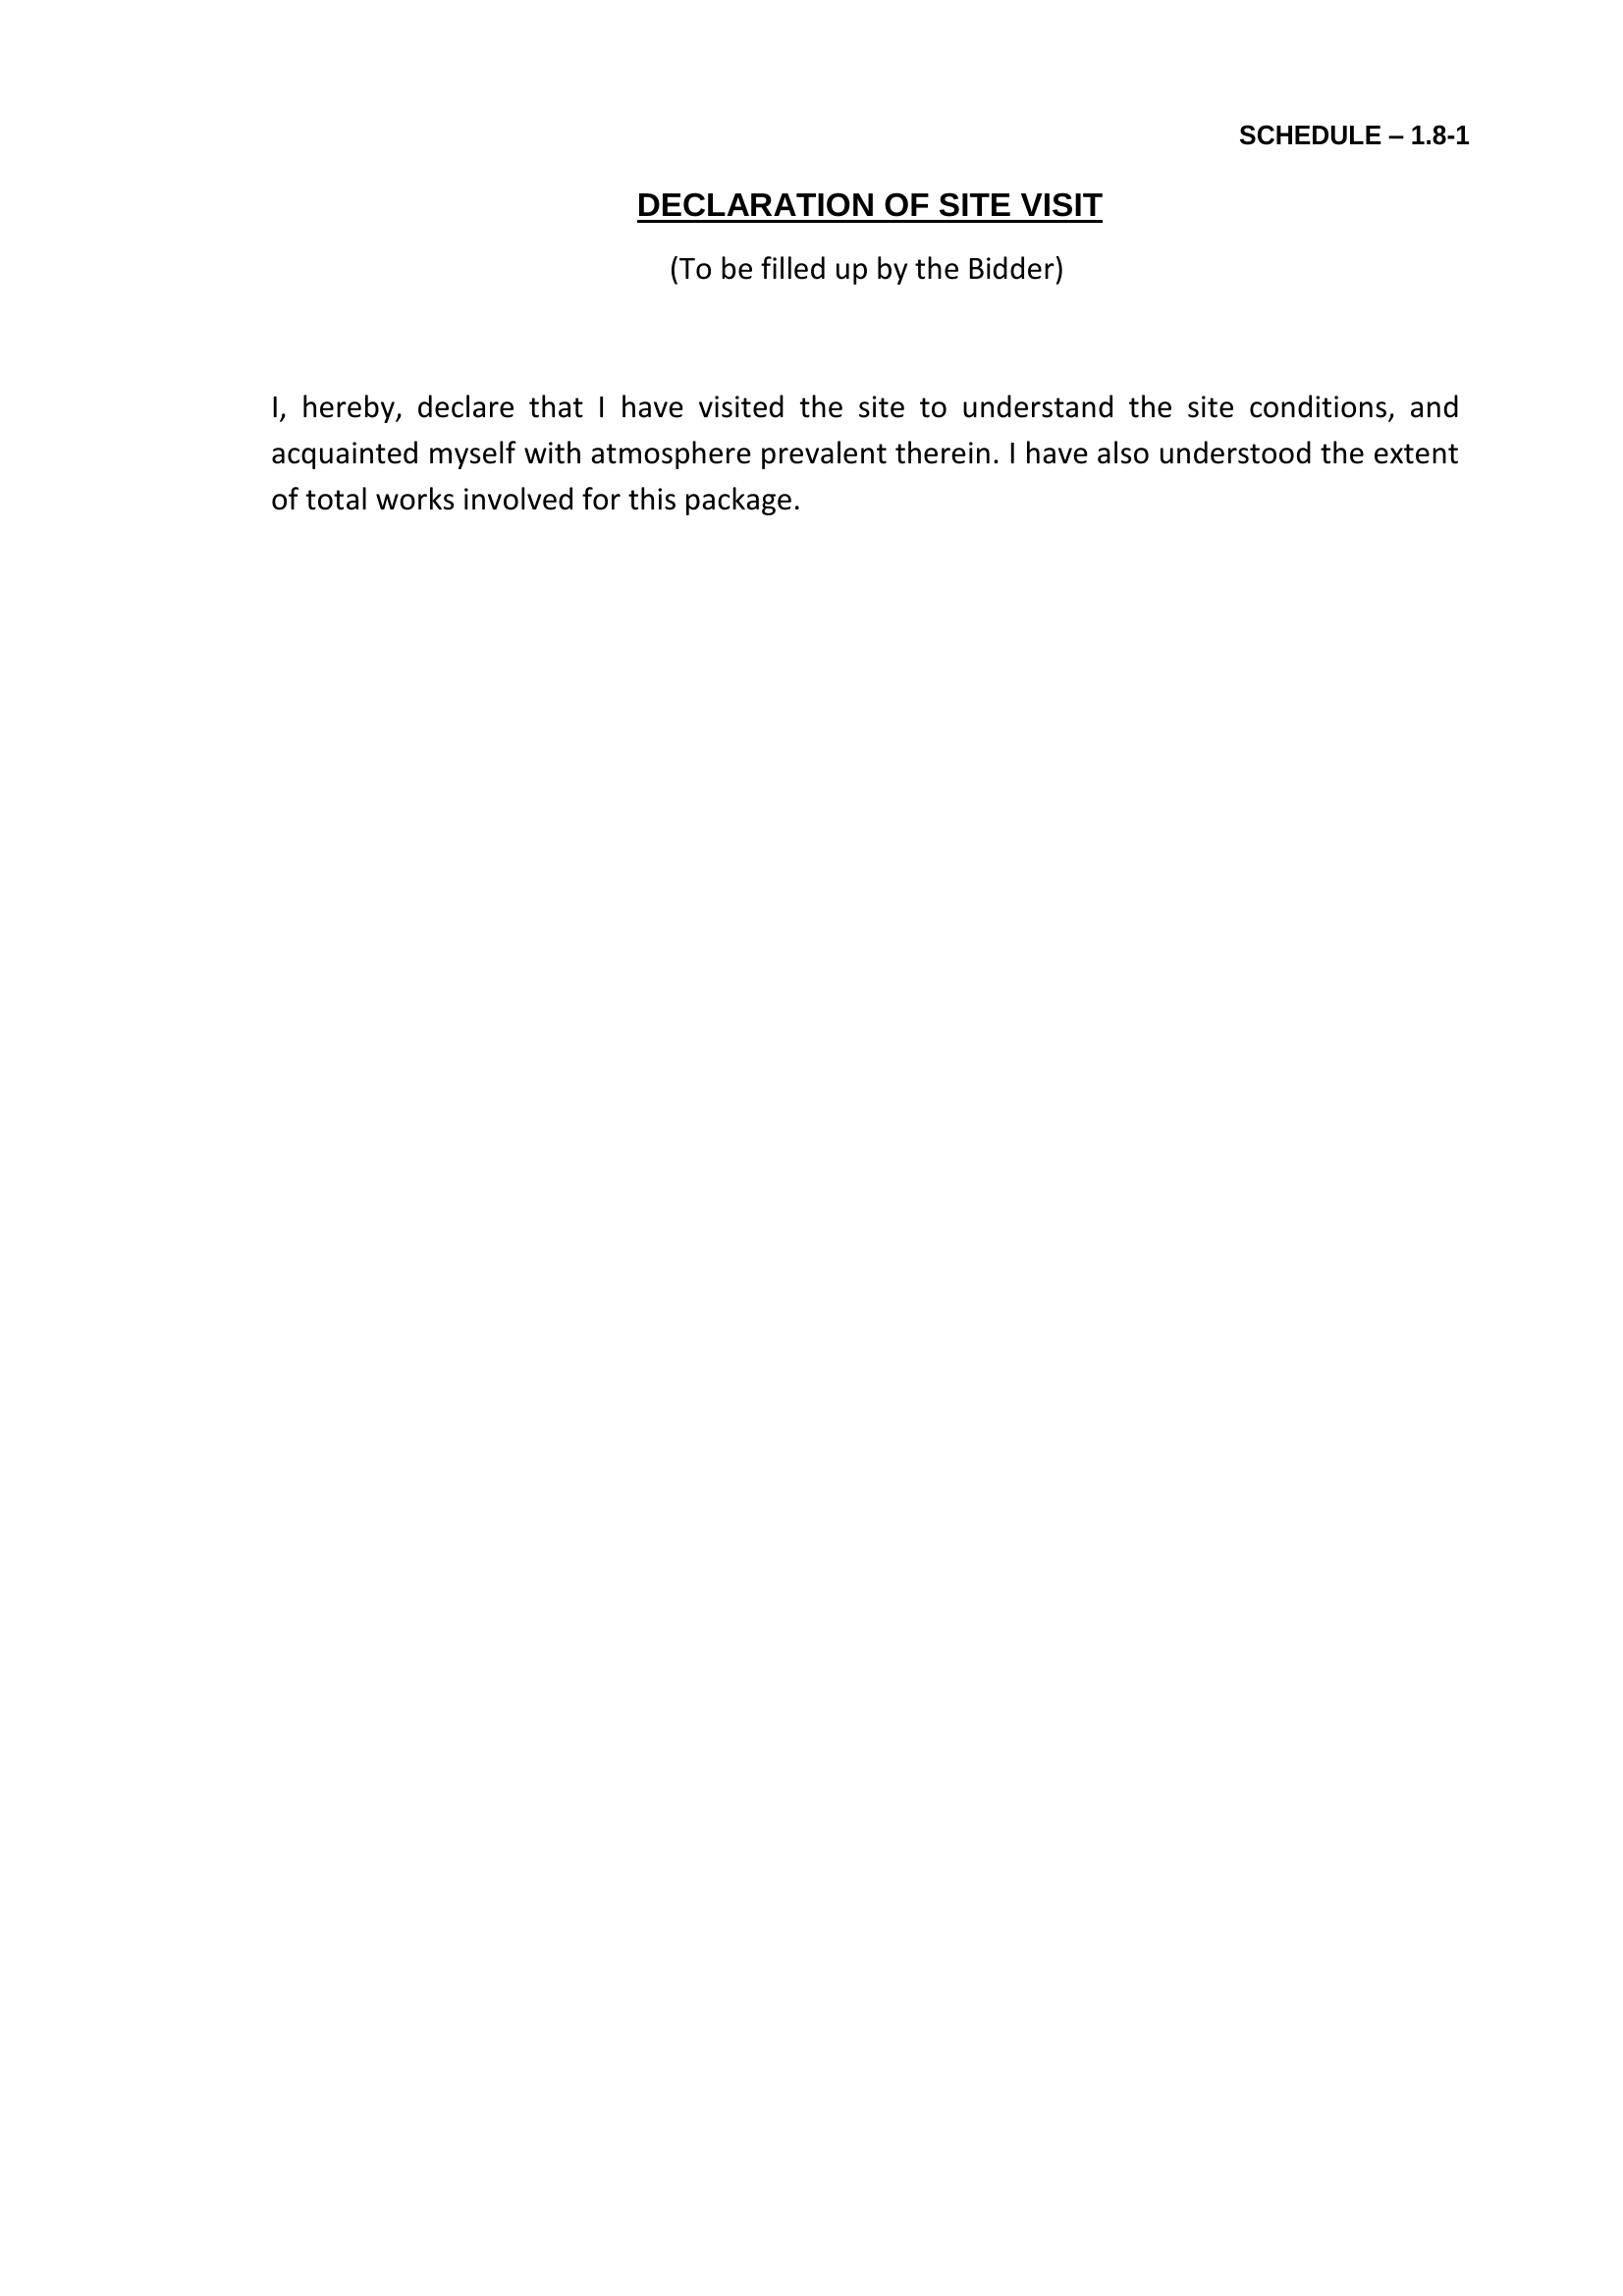 SCHEDULE – 1.8-1
DECLARATION OF SITE VISIT
(To be filled up by the Bidder)
I, hereby, declare that I have visited the site to understand the site conditions, and
acquainted myself with atmosphere prevalent therein. I have also understood the extent
of total works involved for this package.